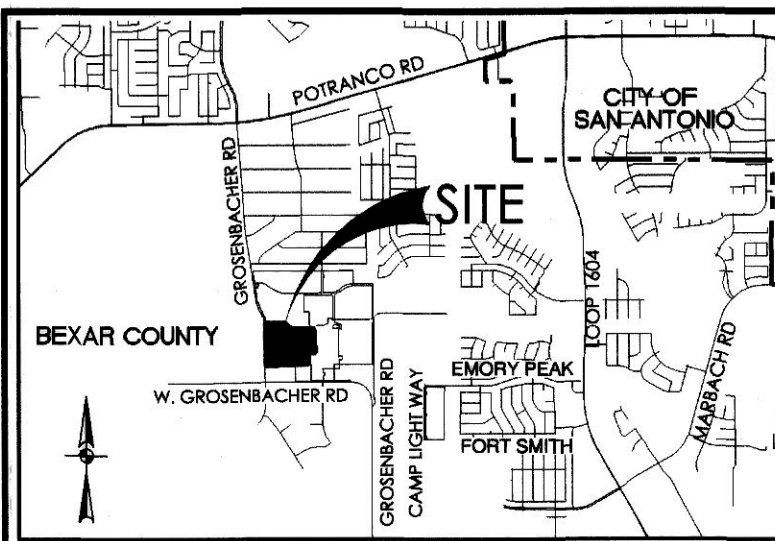 POTRANCO RD
CITY OF
SAN ANTONIO
GROSENBACHER RD
SITE
LOOP 1604
BEXAR COUNTY
EMORY PEAK
MARBACH RD
W. GROSENBACHER RD
GROSENBACHER RD
CAMP LIGHT WAY
FORT SMITH